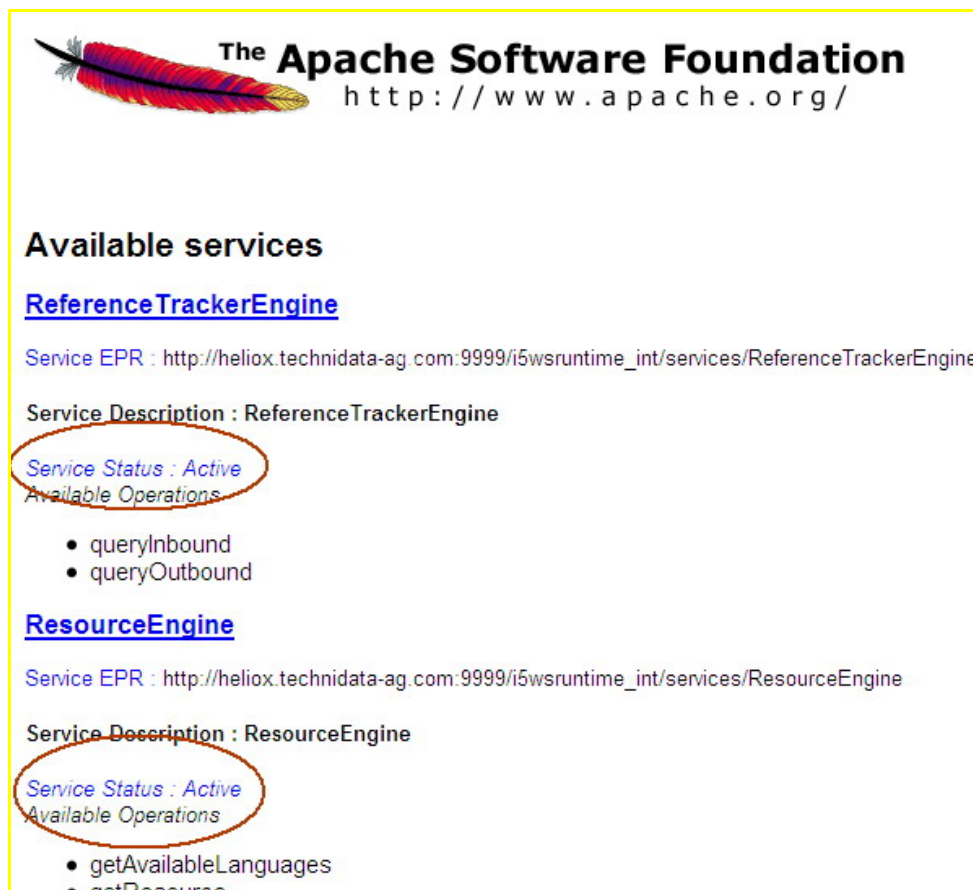 The Apache Software Foundation
http://www.apache.org/
Available services
ReferenceTrackerEngine
Service EPR : http://heliox.technidata-ag.com:9999/i5wsruntime_int/services/ReferenceTrackerEngine
Service Description : ReferenceTrackerEngine
Service Status : Active
Available Operations
queryInbound
queryOutbound
ResourceEngine
Service EPR : http://heliox.technidata-ag.com:9999/i5wsruntime_int/services/ResourceEngine
Service Description : ResourceEngine
Service Status : Active
Available Operations
getAvailableLanguages
getResource